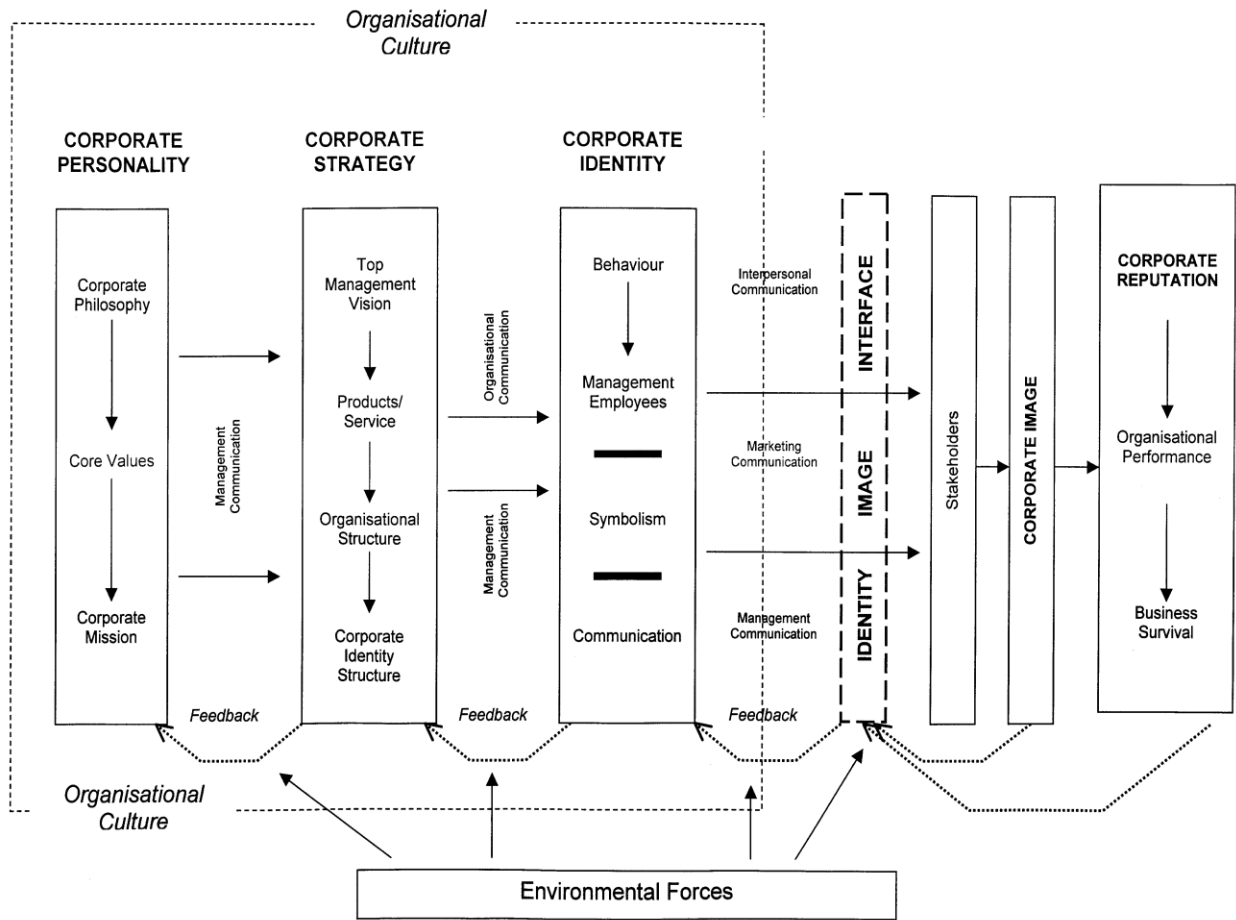 Organisational
Culture
CORPORATE
PERSONALITY
CORPORATE
STRATEGY
CORPORATE
IDENTITY
Corporate
Philosophy
Core Values
Corporate
Mission
Management
Communication
Top
Management
Vision
Products/
Service
Organisational
Structure
Corporate
Identity
Structure
Organisational
Communication
Management
Communication
Behaviour
Management
Employees
Symbolism
Communication
Interpersonal
Communication
Marketing
Communication
Management
Communication
IDENTITY IMAGE INTERFACE
Stakeholders
CORPORATE IMAGE
CORPORATE
REPUTATION
Organisational
Performance
Business
Survival
Feedback
Feedback
Feedback
Organisational
Culture
Environmental Forces